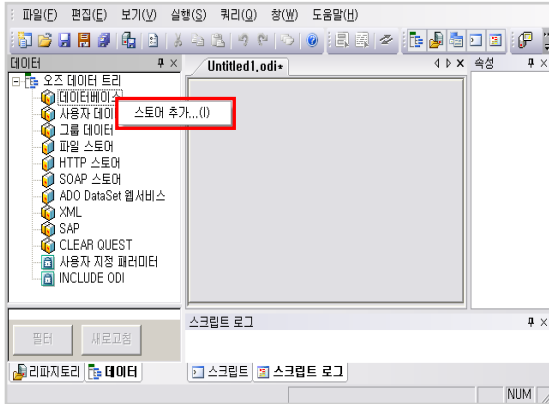 파일(F) 편집(E) 보기(V) 실행(S) 쿼리(Q) 창(W) 도움말(H)
데이터
Untitled1.odi*
속성
오즈 데이터 트리
데이터베이스
스토어 추가...(I)
사용자 데이
그룹 데이터
파일 스토어
HTTP 스토어
SOAP 스토어
ADO DataSet 웹서비스
XML
SAP
CLEAR QUEST
사용자 지정 패러미터
INCLUDE ODI
스크립트 로그
필터 새로고침
리파지토리 데이터 스크립트 스크립트 로그
NUM